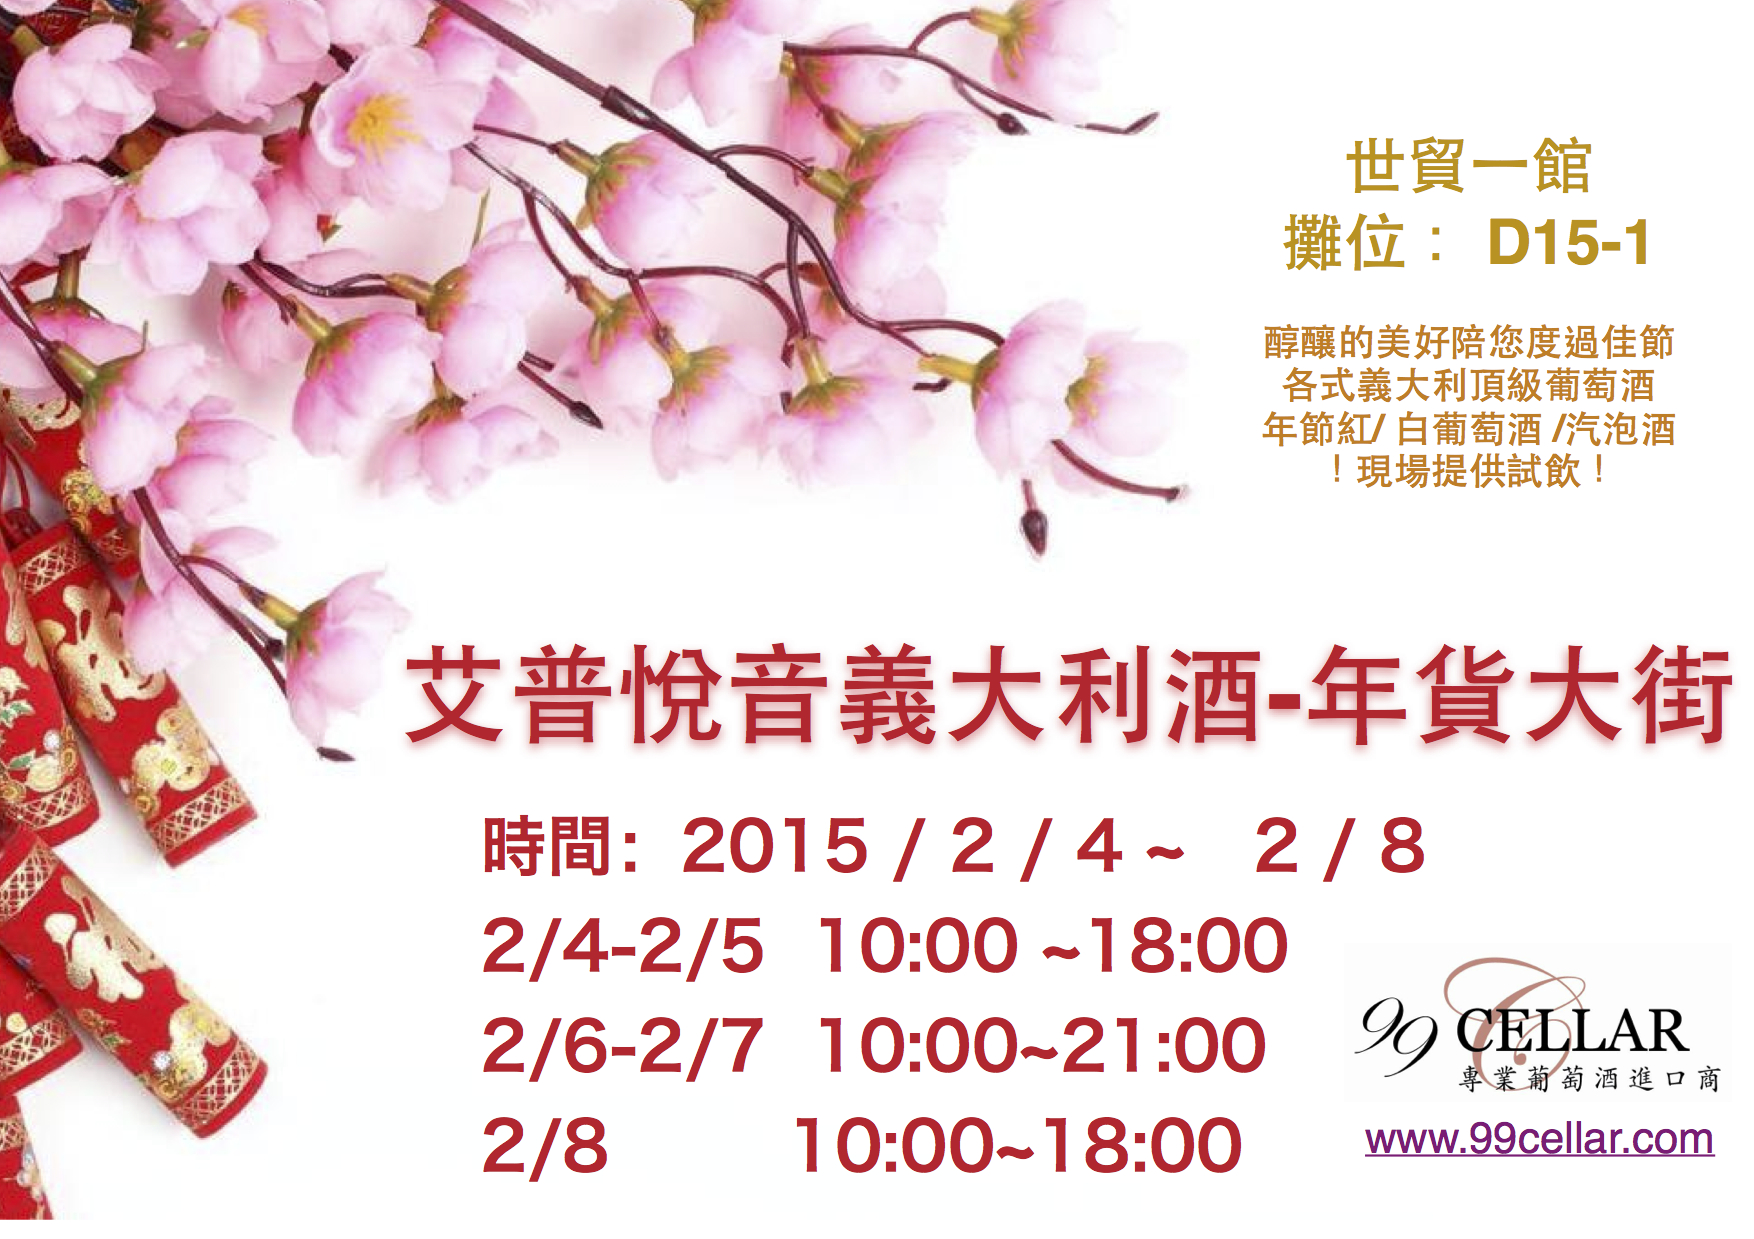 世貿一館
攤位： D15-1
醇釀的美好陪您度過佳節
各式義大利頂級葡萄酒
年節紅/ 白葡萄酒 /汽泡酒
！現場提供試飲！
艾普悅音義大利酒-年貨大街
時間：2015 / 2 / 4 ~ 2 / 8
2/4-2/5 10:00 ~18:00
2/6-2/7 10:00~21:00
2/8 10:00~18:00
99 CELLAR
專業葡萄酒進口商
www.99cellar.com